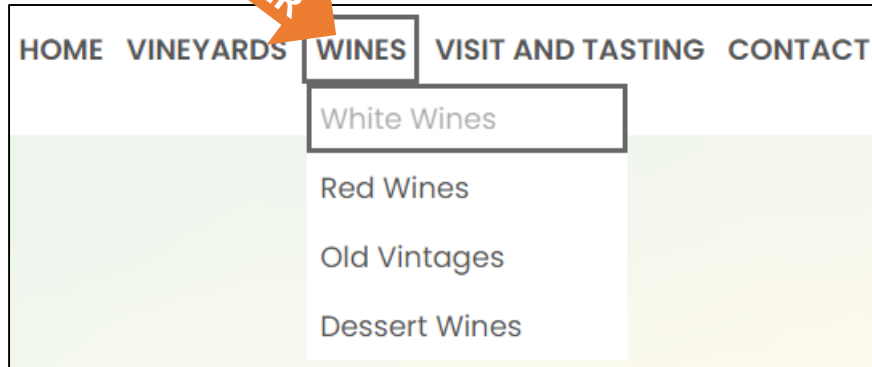 HOME VINEYARDS WINES VISIT AND TASTING CONTACT
White Wines
Red Wines
Old Vintages
Dessert Wines